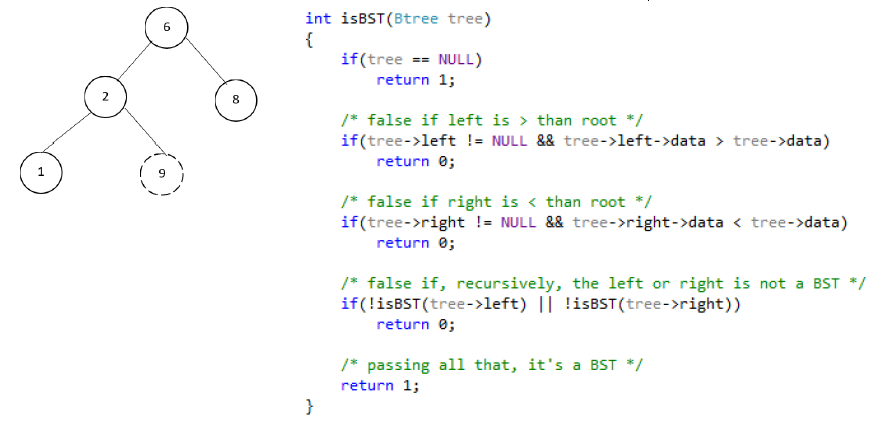 6
2
8
1
9
int isBST(Btree tree)
{
    if(tree == NULL)
        return 1;
    /* false if left is > than root */
    if(tree->left != NULL && tree->left->data > tree->data)
        return 0;
    /* false if right is < than root */
    if(tree->right != NULL && tree->right->data < tree->data)
        return 0;
    /* false if, recursively, the left or right is not a BST */
    if(!isBST(tree->left) || !isBST(tree->right))
        return 0;
    /* passing all that, it's a BST */
    return 1;
}